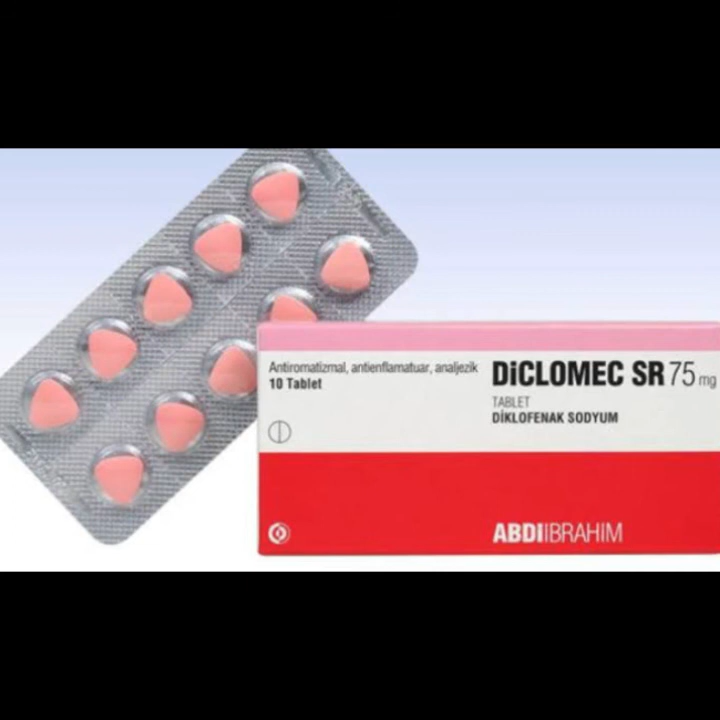 Antiromatizmal, antienflamatuar, analjezik
10 Tablet
DiCLOMEC SR 75 mg
TABLET
DİKLOFENAK SODYUM
ABDIIBRAHIM